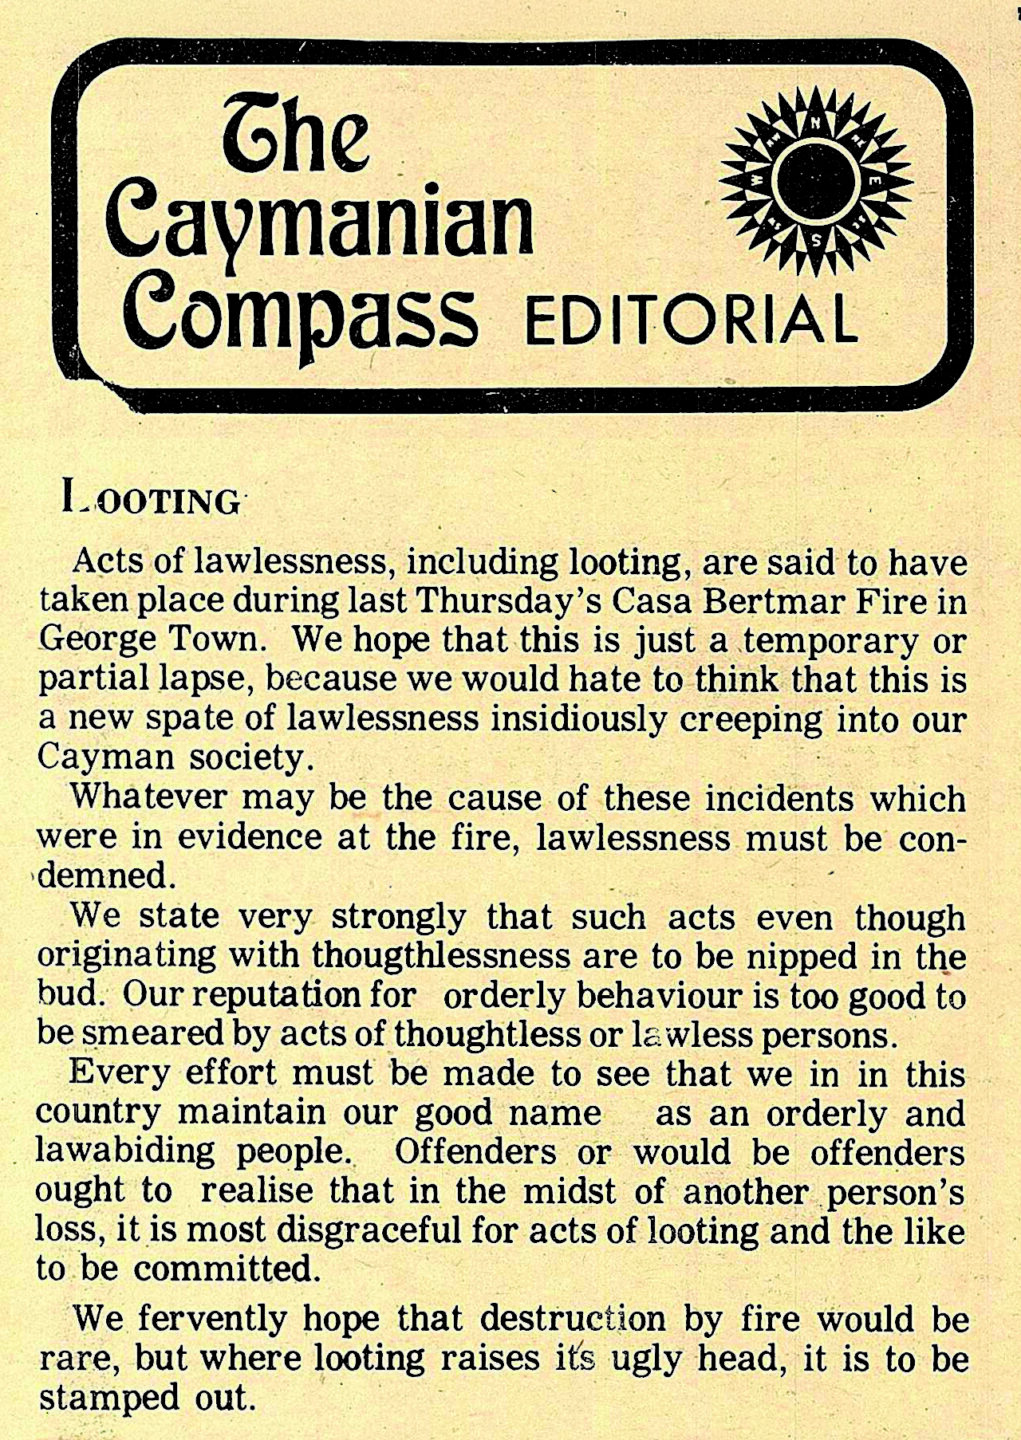 The
Caymanian
Compass EDITORIAL
N
NE
E
SE
S
SW
W
NW
LOOTING
Acts of lawlessness, including looting, are said to have
taken place during last Thursday's Casa Bertmar Fire in
George Town. We hope that this is just a temporary or
partial lapse, because we would hate to think that this is
a new spate of lawlessness insidiously creeping into our
Cayman society.
Whatever may be the cause of these incidents which
were in evidence at the fire, lawlessness must be con-
demned.
We state very strongly that such acts even though
originating with thougthlessness are to be nipped in the
bud. Our reputation for orderly behaviour is too good to
be smeared by acts of thoughtless or lawless persons.
Every effort must be made to see that we in in this
country maintain our good name as an orderly and
lawabiding people. Offenders or would be offenders
ought to realise that in the midst of another person's
loss, it is most disgraceful for acts of looting and the like
to be committed.
We fervently hope that destruction by fire would be
rare, but where looting raises it's ugly head, it is to be
stamped out.